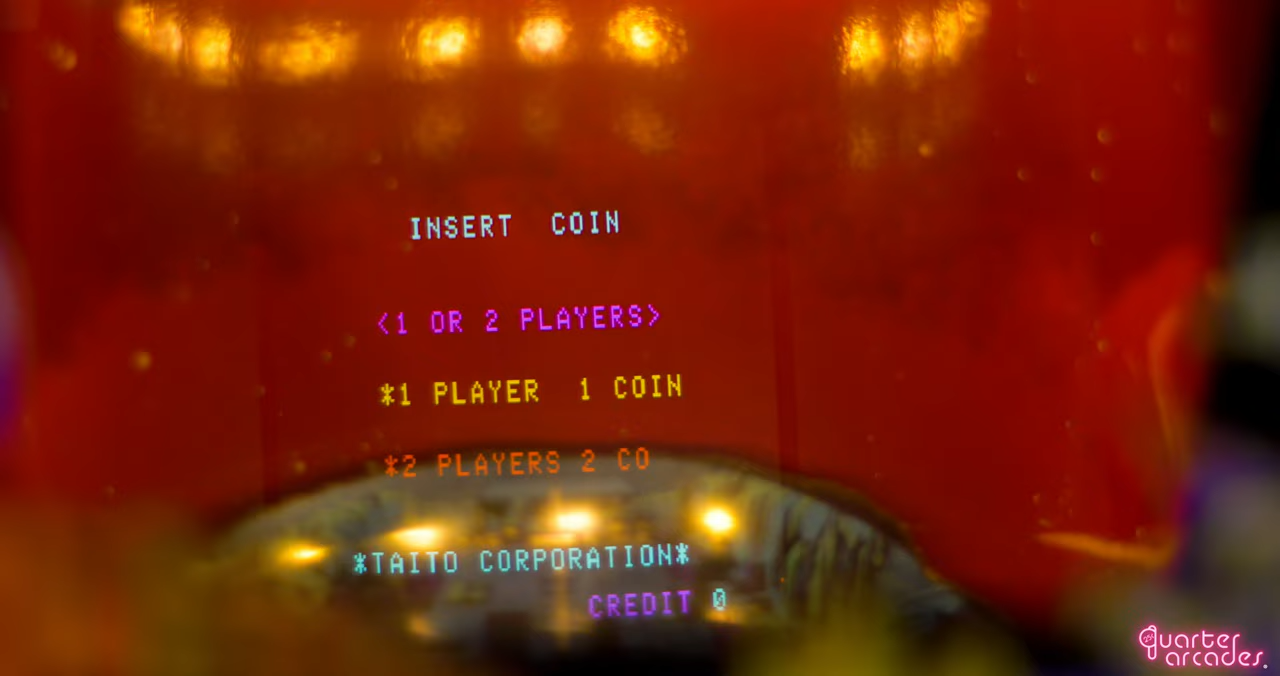 INSERT COIN
<1 OR 2 PLAYERS>
*1 PLAYER 1 COIN
*2 PLAYERS 2 CO
*TAITO CORPORATION*
CREDIT 0
Quarter
arcades.